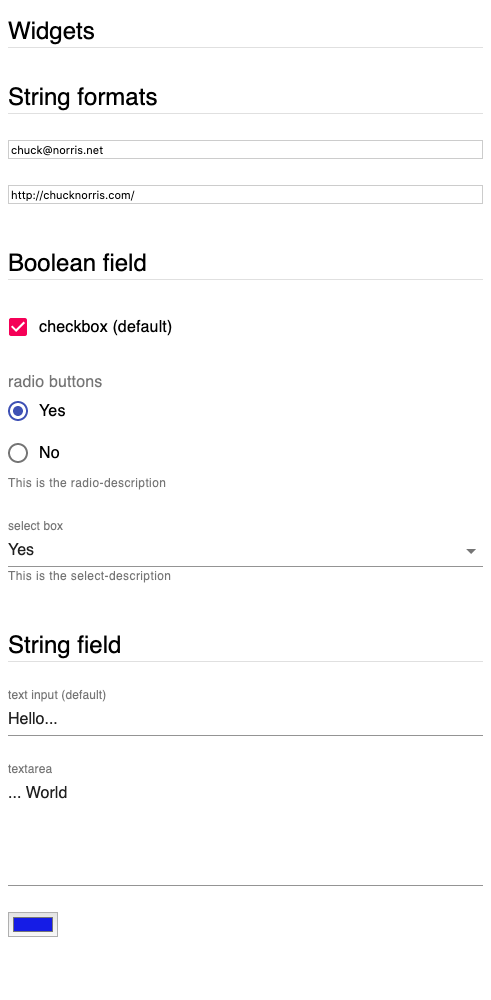 Widgets
String formats
chuck@norris.net
http://chucknorris.com/
Boolean field
checkbox (default)
radio buttons
Yes
No
This is the radio-description
select box
Yes
This is the select-description
String field
text input (default)
Hello...
textarea
... World